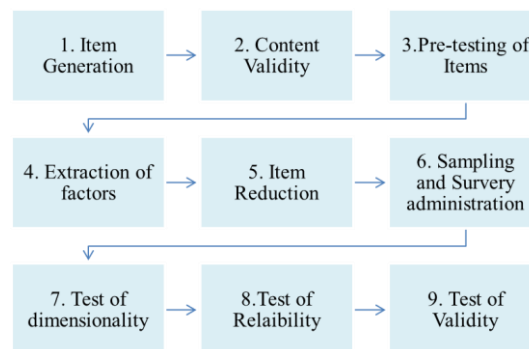 1. Item
Generation
2. Content
Validity
3.Pre-testing of
Items
4. Extraction of
factors
5. Item
Reduction
6. Sampling
and Survery
administration
7. Test of
dimensionality
8.Test of
Relaibility
9. Test of
Validity